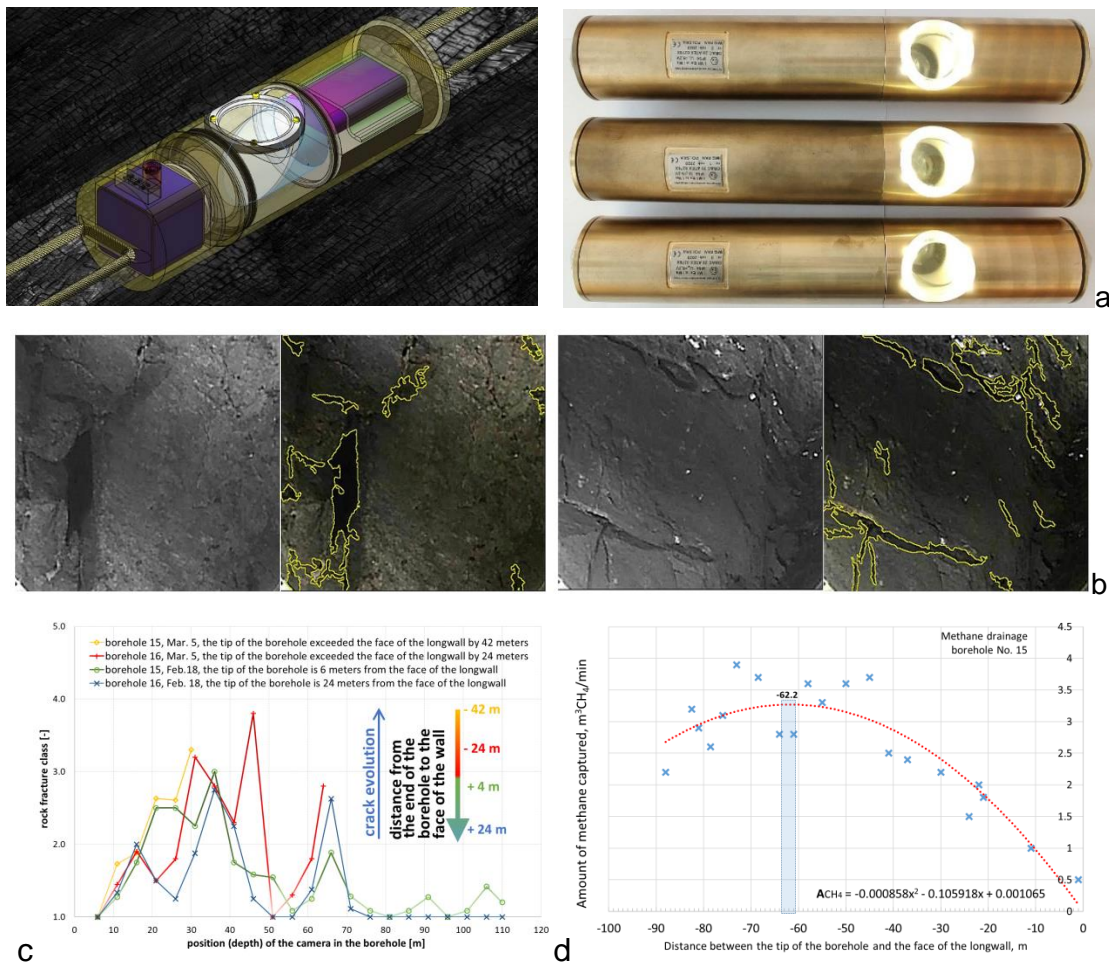 a
b
5.0
4.0
3.0
2.0
1.0
rock fracture class [-]
borehole 15, Mar. 5, the tip of the borehole exceeded the face of the longwall by 42 meters
borehole 16, Mar. 5, the tip of the borehole exceeded the face of the longwall by 24 meters
borehole 15, Feb.18, the tip of the borehole is 6 meters from the face of the longwall
borehole 16, Feb. 18, the tip of the borehole is 24 meters from the face of the longwall
crack evolution
distance from
the end of the
borehole to the
face of the wall
- 42 m
- 24 m
+ 4 m
+ 24 m
0 10 20 30 40 50 60 70 80 90 100 110 120
position (depth) of the camera in the borehole [m]
c
Amount of methane captured, m³CH₄/min
Methane drainage
borehole No. 15
-62.2
4.5
4
3.5
3
2.5
2
1.5
1
0.5
0
ACH₄ = -0.000858x² - 0.105918x + 0.001065
-100 -90 -80 -70 -60 -50 -40 -30 -20 -10 0
Distance between the tip of the borehole and the face of the longwall, m
d